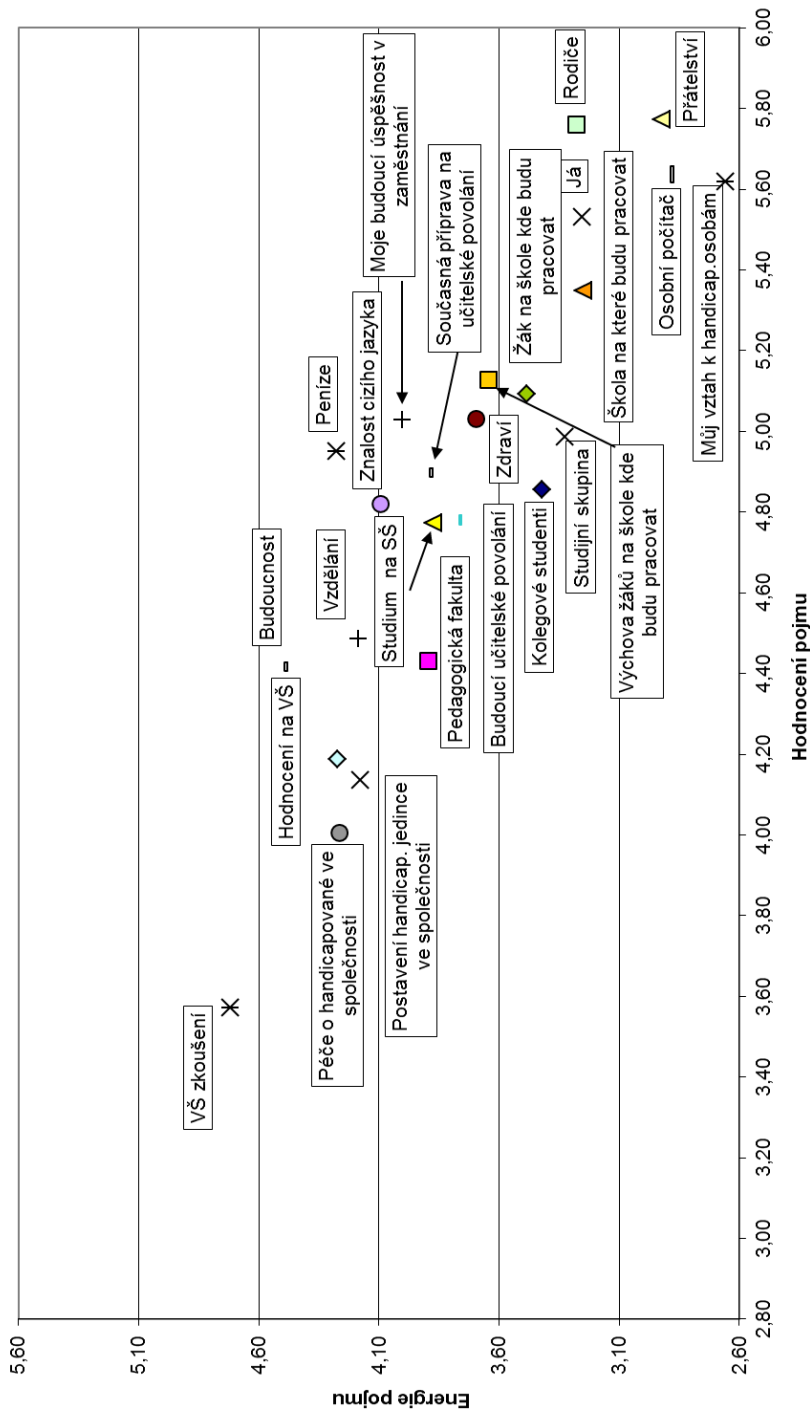 Energie pojmu
5,60
5,10
4,60
4,10
3,60
3,10
2,60
VŠ zkoušení
Péče o handicapované ve
společnosti
Postavení handicap. jedince
ve společnosti
Hodnocení na VŠ
Budoucnost
Vzdělání
Peníze
Znalost cizího jazyka
Moje budoucí úspěšnost v
zaměstnání
Studium na SŠ
Současná příprava na
učitelské povolání
Pedagogická fakulta
Budoucí učitelské povolání
Zdraví
Kolegové studenti
Žák na škole kde budu
pracovat
Studijní skupina
Já
Rodiče
Výchova žáků na škole kde
budu pracovat
Škola na které budu pracovat
Osobní počítač
Přátelství
Můj vztah k handicap.osobám
2,80
3,00
3,20
3,40
3,60
3,80
4,00
4,20
4,40
4,60
4,80
5,00
5,20
5,40
5,60
5,80
6,00
Hodnocení pojmu